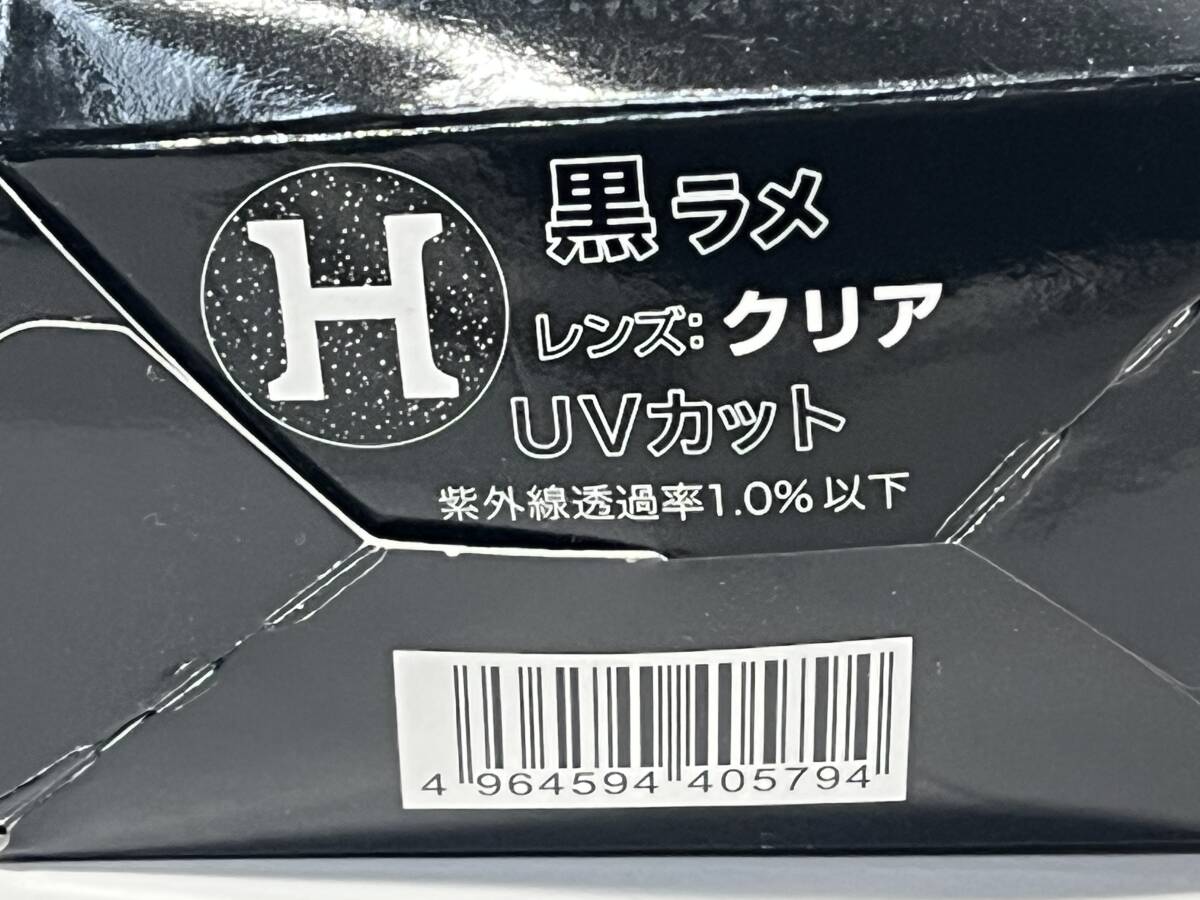 H
黒ラメ
レンズ:クリア
UVカット
紫外線透過率1.0%以下
4 964594 405794